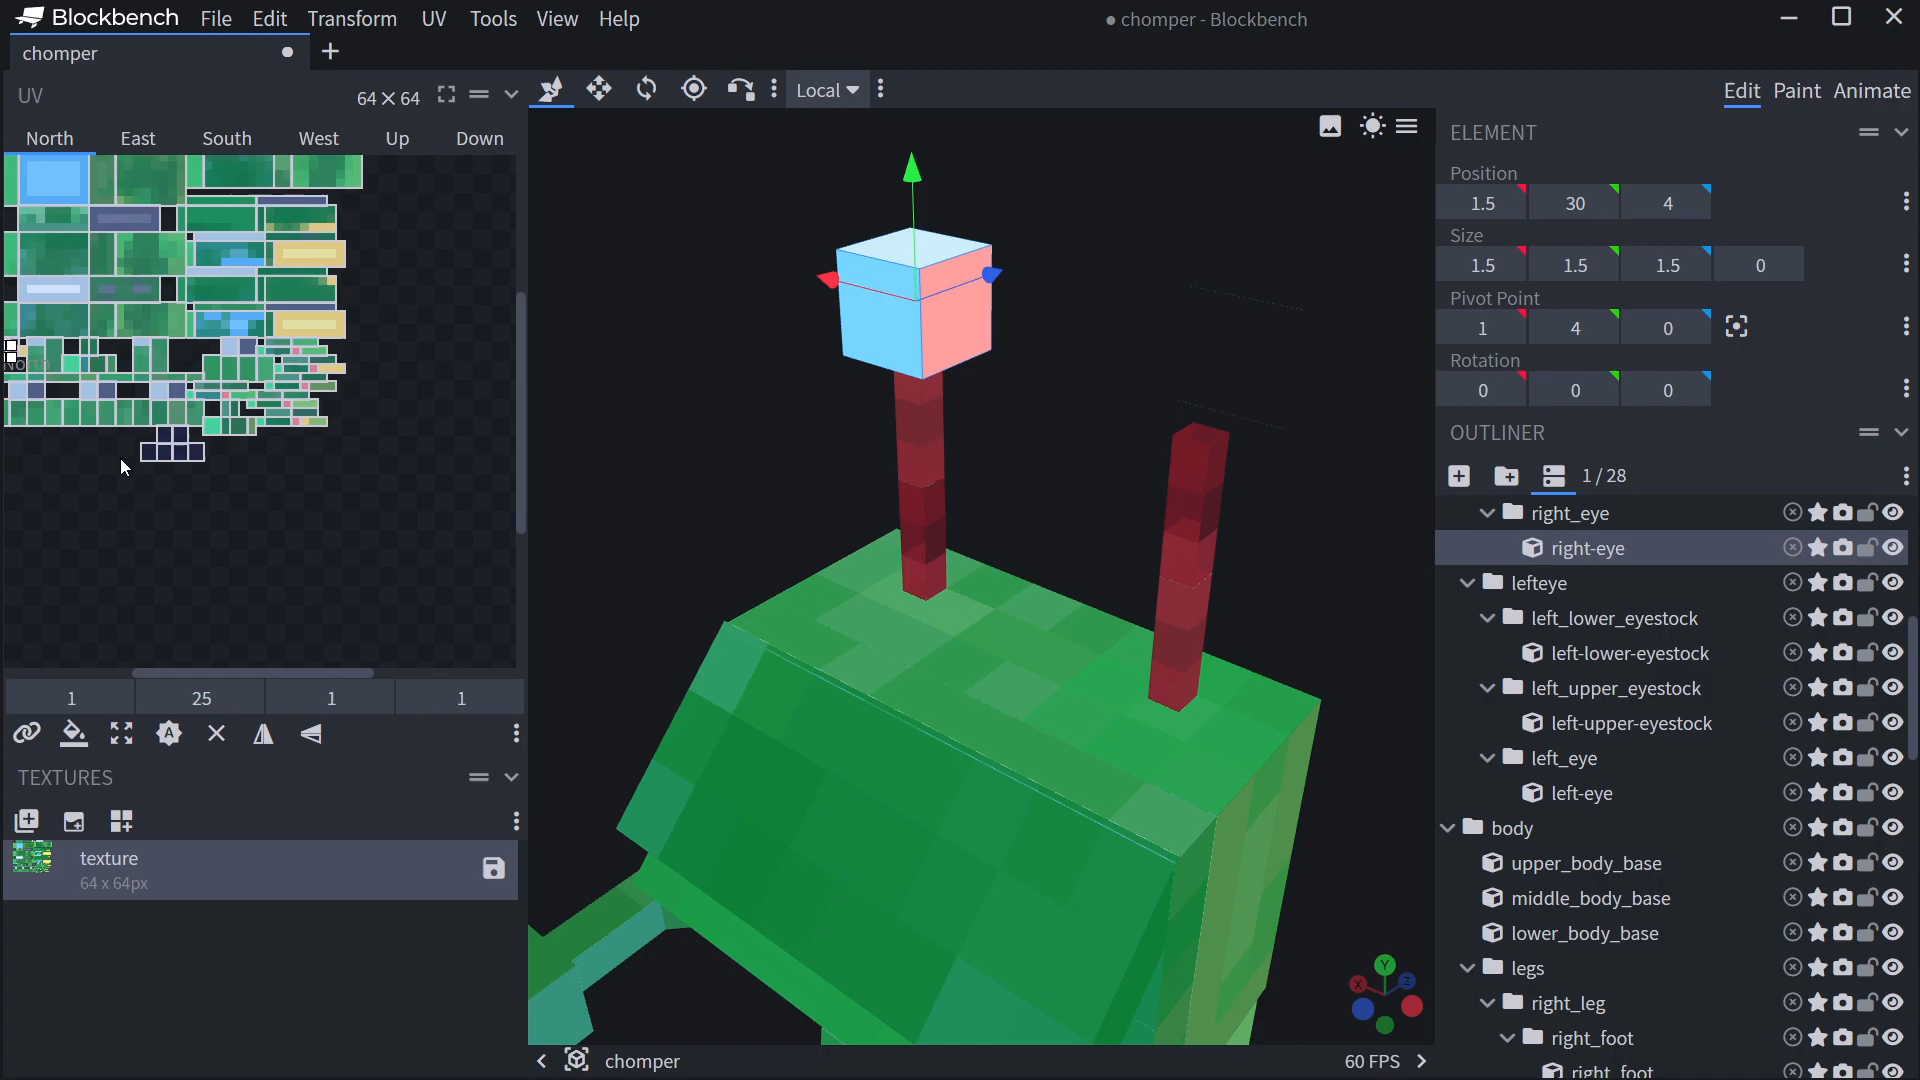 Blockbench File Edit Transform UV Tools View Help
● chomper - Blockbench
chomper
UV 64 × 64
North East South West Up Down
North
1 25 1 1
TEXTURES
texture
64 x 64px
Local
Edit Paint Animate
ELEMENT
Position
1.5 30 4
Size
1.5 1.5 1.5 0
Pivot Point
1 4 0
Rotation
0 0 0
OUTLINER
1 / 28
right_eye
right-eye
lefteye
left_lower_eyestock
left-lower-eyestock
left_upper_eyestock
left-upper-eyestock
left_eye
left-eye
body
upper_body_base
middle_body_base
lower_body_base
legs
right_leg
right_foot
right_foot
Y
X Z
chomper 60 FPS